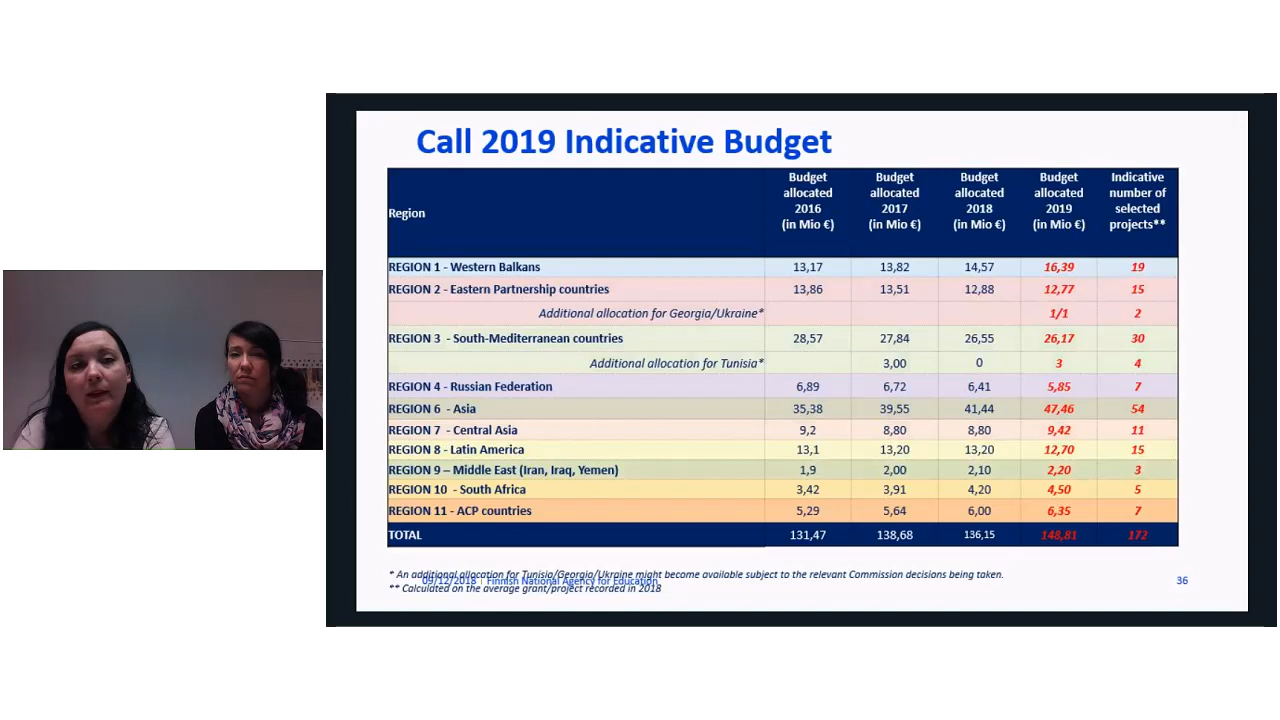 Call 2019 Indicative Budget
Region
Budget allocated 2016 (in Mio €)
Budget allocated 2017 (in Mio €)
Budget allocated 2018 (in Mio €)
Budget allocated 2019 (in Mio €)
Indicative number of selected projects**
REGION 1 - Western Balkans 13,17 13,82 14,57 16,39 19
REGION 2 - Eastern Partnership countries 13,86 13,51 12,88 12,77 15
Additional allocation for Georgia/Ukraine* 1/1 2
REGION 3 - South-Mediterranean countries 28,57 27,84 26,55 26,17 30
Additional allocation for Tunisia* 3,00 0 3 4
REGION 4 - Russian Federation 6,89 6,72 6,41 5,85 7
REGION 6 - Asia 35,38 39,55 41,44 47,46 54
REGION 7 - Central Asia 9,2 8,80 8,80 9,42 11
REGION 8 - Latin America 13,1 13,20 13,20 12,70 15
REGION 9 – Middle East (Iran, Iraq, Yemen) 1,9 2,00 2,10 2,20 3
REGION 10 - South Africa 3,42 3,91 4,20 4,50 5
REGION 11 - ACP countries 5,29 5,64 6,00 6,35 7
TOTAL 131,47 138,68 136,15 148,81 172
* An additional allocation for Tunisia/Georgia/Ukraine might become available subject to the relevant Commission decisions being taken.
09/12/2018 | Finnish National Agency for Education 36
** Calculated on the average grant/project recorded in 2018